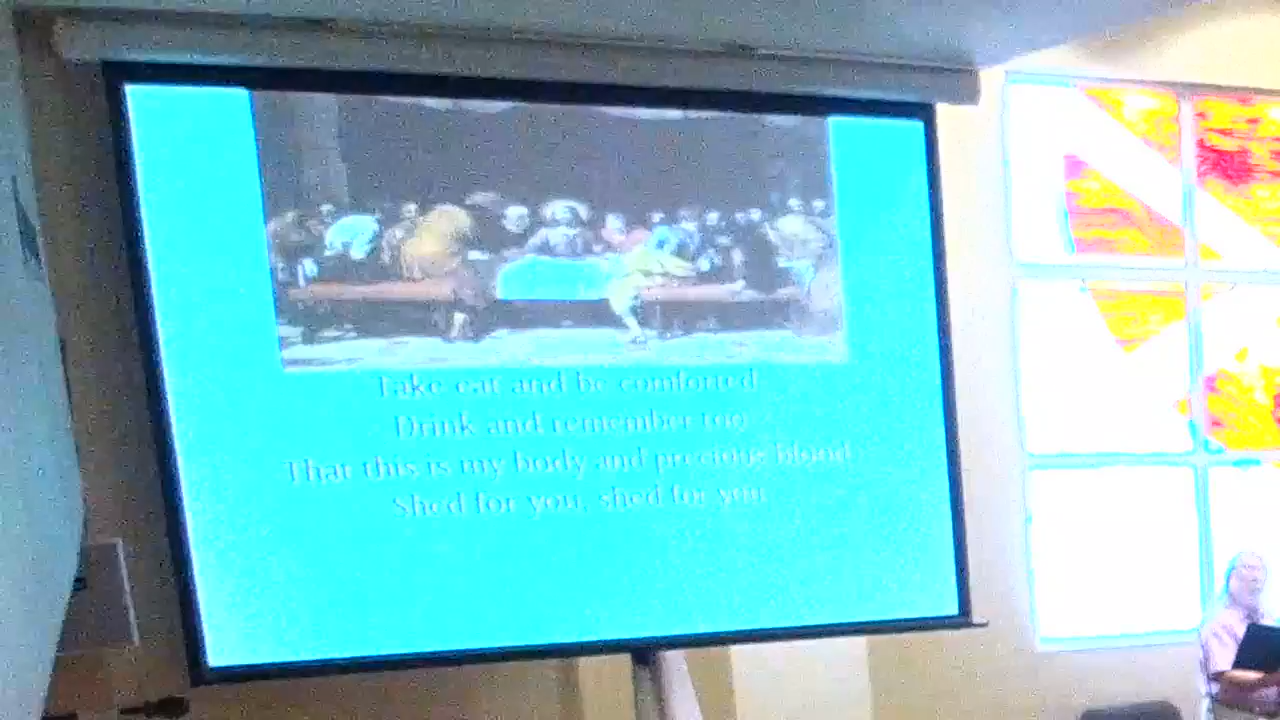 Take eat and be comforted
Drink and remember too
That this is my body and precious blood
Shed for you, shed for you